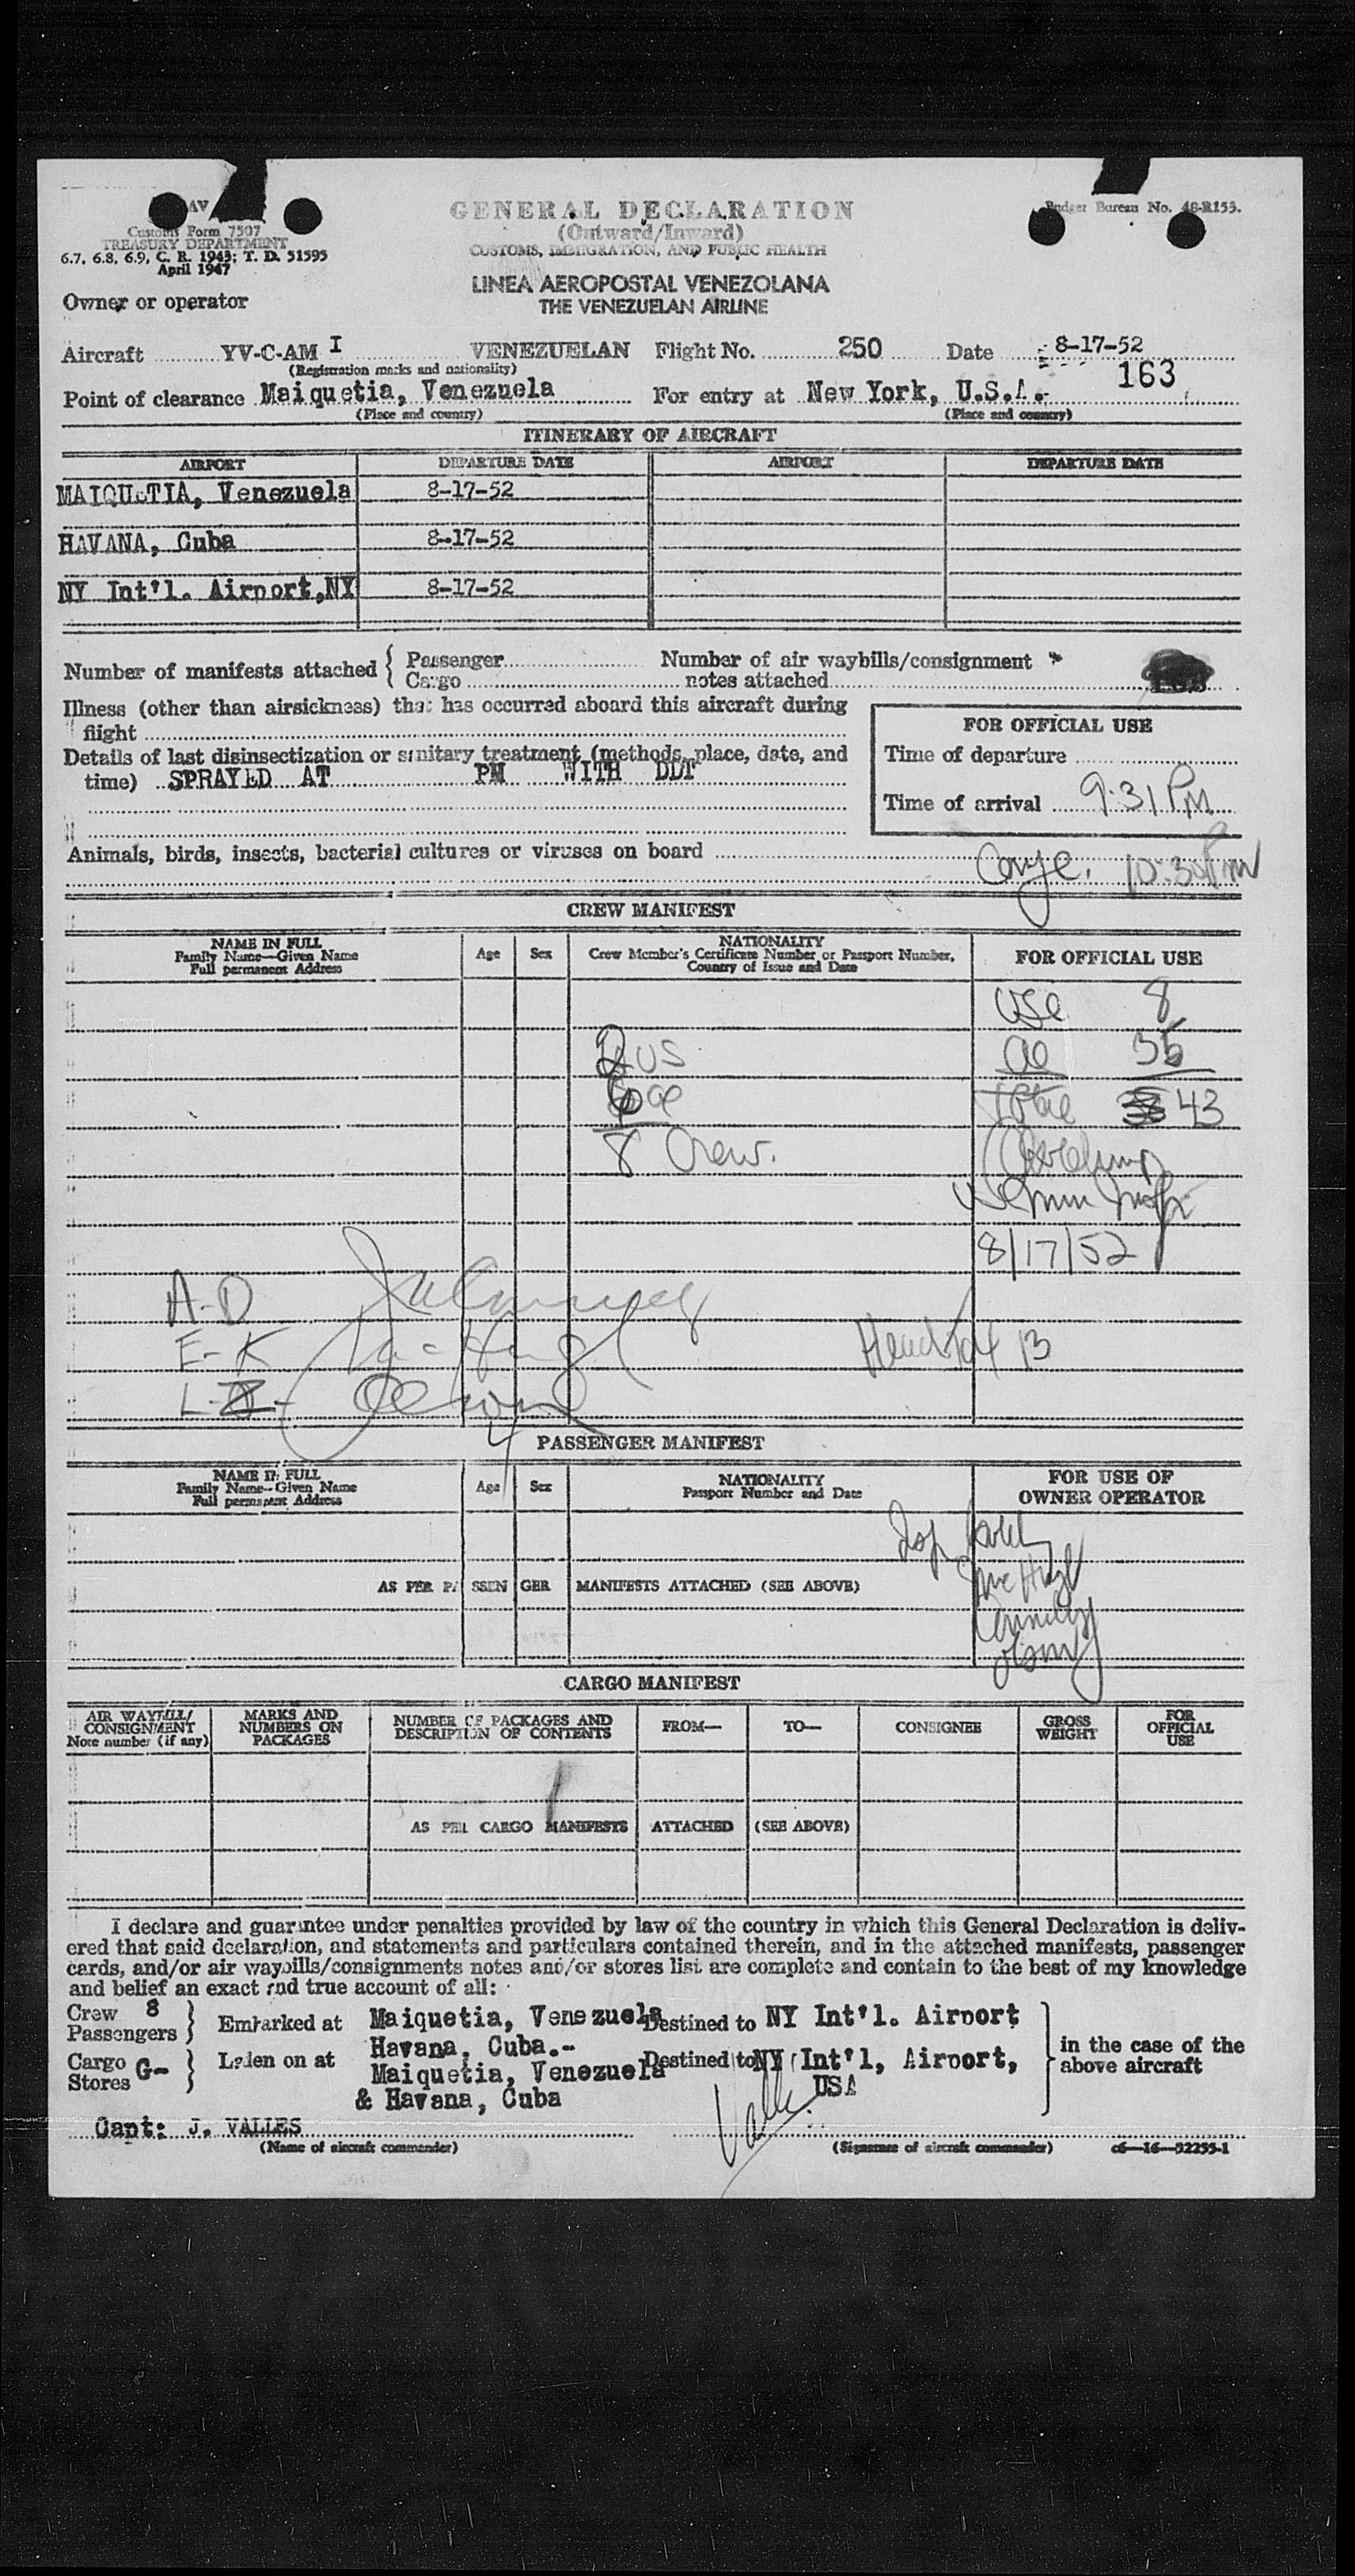 AV
GENERAL DECLARATION
Budget Bureau No. 48-R153.
Customs Form 7507
(Outward/Inward)
TREASURY DEPARTMENT
CUSTOMS, IMMIGRATION, AND PUBLIC HEALTH
6.7, 6.8, 6.9, C. R. 1943; T. D. 51595
April 1947
LINEA AEROPOSTAL VENEZOLANA
Owner or operator
THE VENEZUELAN AIRLINE
Aircraft YV-C-AM I VENEZUELAN Flight No. 250 Date 8-17-52
(Registration marks and nationality)
163
Point of clearance Maiquetia, Venezuela For entry at New York, U.S.A.-
(Place and country) (Place and country)
ITINERARY OF AIRCRAFT
AIRPORT DEPARTURE DATE AIRPORT DEPARTURE DATE
MAIQUETIA, Venezuela 8-17-52
HAVANA, Cuba 8-17-52
NY Int'l. Airport,NY 8-17-52
Number of manifests attached { Passenger Number of air waybills/consignment
Cargo notes attached
Illness (other than airsickness) that has occurred aboard this aircraft during
flight
FOR OFFICIAL USE
Details of last disinsectization or sanitary treatment (methods, place, date, and
time) SPRAYED AT PM WITH DDT
Time of departure
Time of arrival 9:31 PM
Animals, birds, insects, bacterial cultures or viruses on board
10:30 PM
CREW MANIFEST
NAME IN FULL
Family Name—Given Name
Full permanent Address
Age Sex
NATIONALITY
Crew Member's Certificate Number or Passport Number,
Country of Issue and Date
FOR OFFICIAL USE
8
2 US
6
43
8 Crew.
8/17/52
A-D
E-K
L-Z
13
PASSENGER MANIFEST
NAME IN FULL
Family Name—Given Name
Full permanent Address
Age Sex
NATIONALITY
Passport Number and Date
FOR USE OF
OWNER OPERATOR
AS PER PASSENGER MANIFESTS ATTACHED (SEE ABOVE)
CARGO MANIFEST
AIR WAYBILL/
CONSIGNMENT
Note number (if any)
MARKS AND
NUMBERS ON
PACKAGES
NUMBER OF PACKAGES AND
DESCRIPTION OF CONTENTS
FROM— TO— CONSIGNEE
GROSS
WEIGHT
FOR
OFFICIAL
USE
AS PER CARGO MANIFESTS ATTACHED (SEE ABOVE)
I declare and guarantee under penalties provided by law of the country in which this General Declaration is deliv-
ered that said declaration, and statements and particulars contained therein, and in the attached manifests, passenger
cards, and/or air waybills/consignments notes and/or stores list are complete and contain to the best of my knowledge
and belief an exact and true account of all:
Crew 8
Passengers } Embarked at Maiquetia, Venezuela Destined to NY Int'l. Airport
Havana, Cuba.-
in the case of the
above aircraft
Cargo G-
Stores } Laden on at Maiquetia, Venezuela Destined to NY Int'l, Airport,
& Havana, Cuba USA
Capt: J. VALLES
Valles
(Name of aircraft commander) (Signature of aircraft commander) c6—16—52255-1